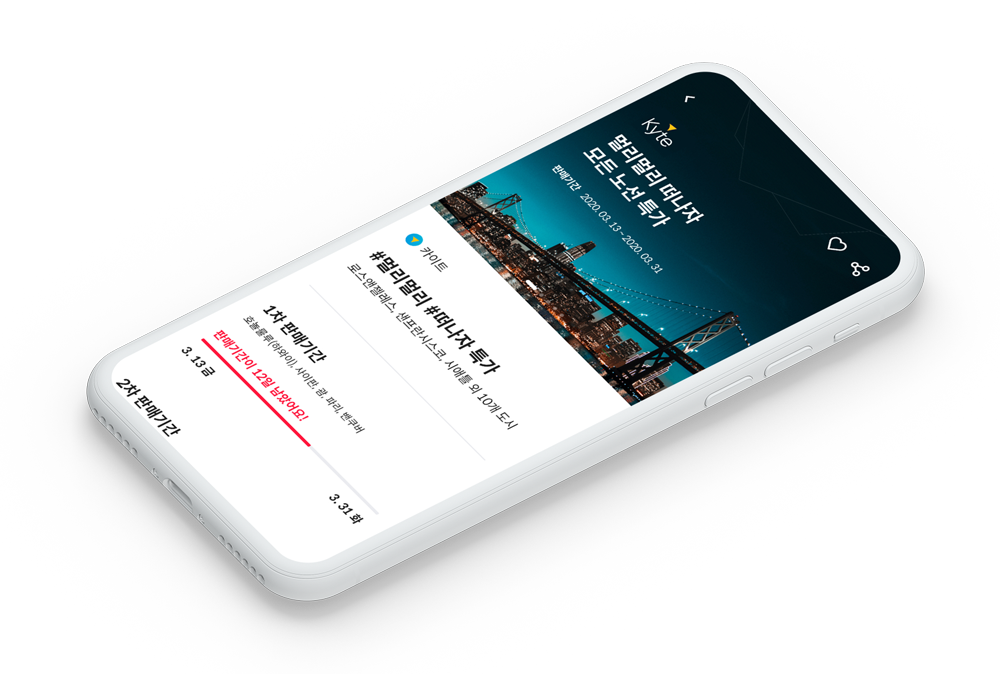 Kyte
멀리멀리 떠나자
모든 노선 특가
판매기간 2020. 03. 13 ~ 2020. 03. 31
카이트
#멀리멀리 #떠나자 특가
로스앤젤레스, 샌프란시스코, 시애틀 외 10개 도시
1차 판매기간
호놀룰루(하와이), 사이판, 괌, 파리, 밴쿠버
판매기간이 12일 남았어요!
3. 13 금
3. 31 화
2차 판매기간